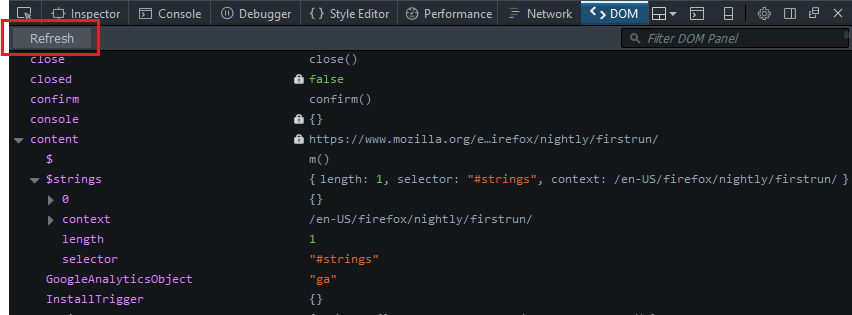 Inspector Console Debugger { } Style Editor Performance Network DOM
Refresh Filter DOM Panel
close close()
closed false
confirm confirm()
console {}
content https://www.mozilla.org/e…irefox/nightly/firstrun/
$ m()
$strings { length: 1, selector: "#strings", context: /en-US/firefox/nightly/firstrun/ }
0 {}
context /en-US/firefox/nightly/firstrun/
length 1
selector "#strings"
GoogleAnalyticsObject "ga"
InstallTrigger {}